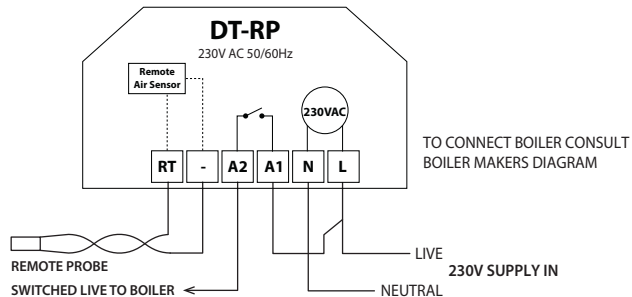 DT-RP
230V AC 50/60Hz
Remote
Air Sensor
230VAC
RT
-
A2
A1
N
L
TO CONNECT BOILER CONSULT
BOILER MAKERS DIAGRAM
REMOTE PROBE
SWITCHED LIVE TO BOILER
LIVE
230V SUPPLY IN
NEUTRAL